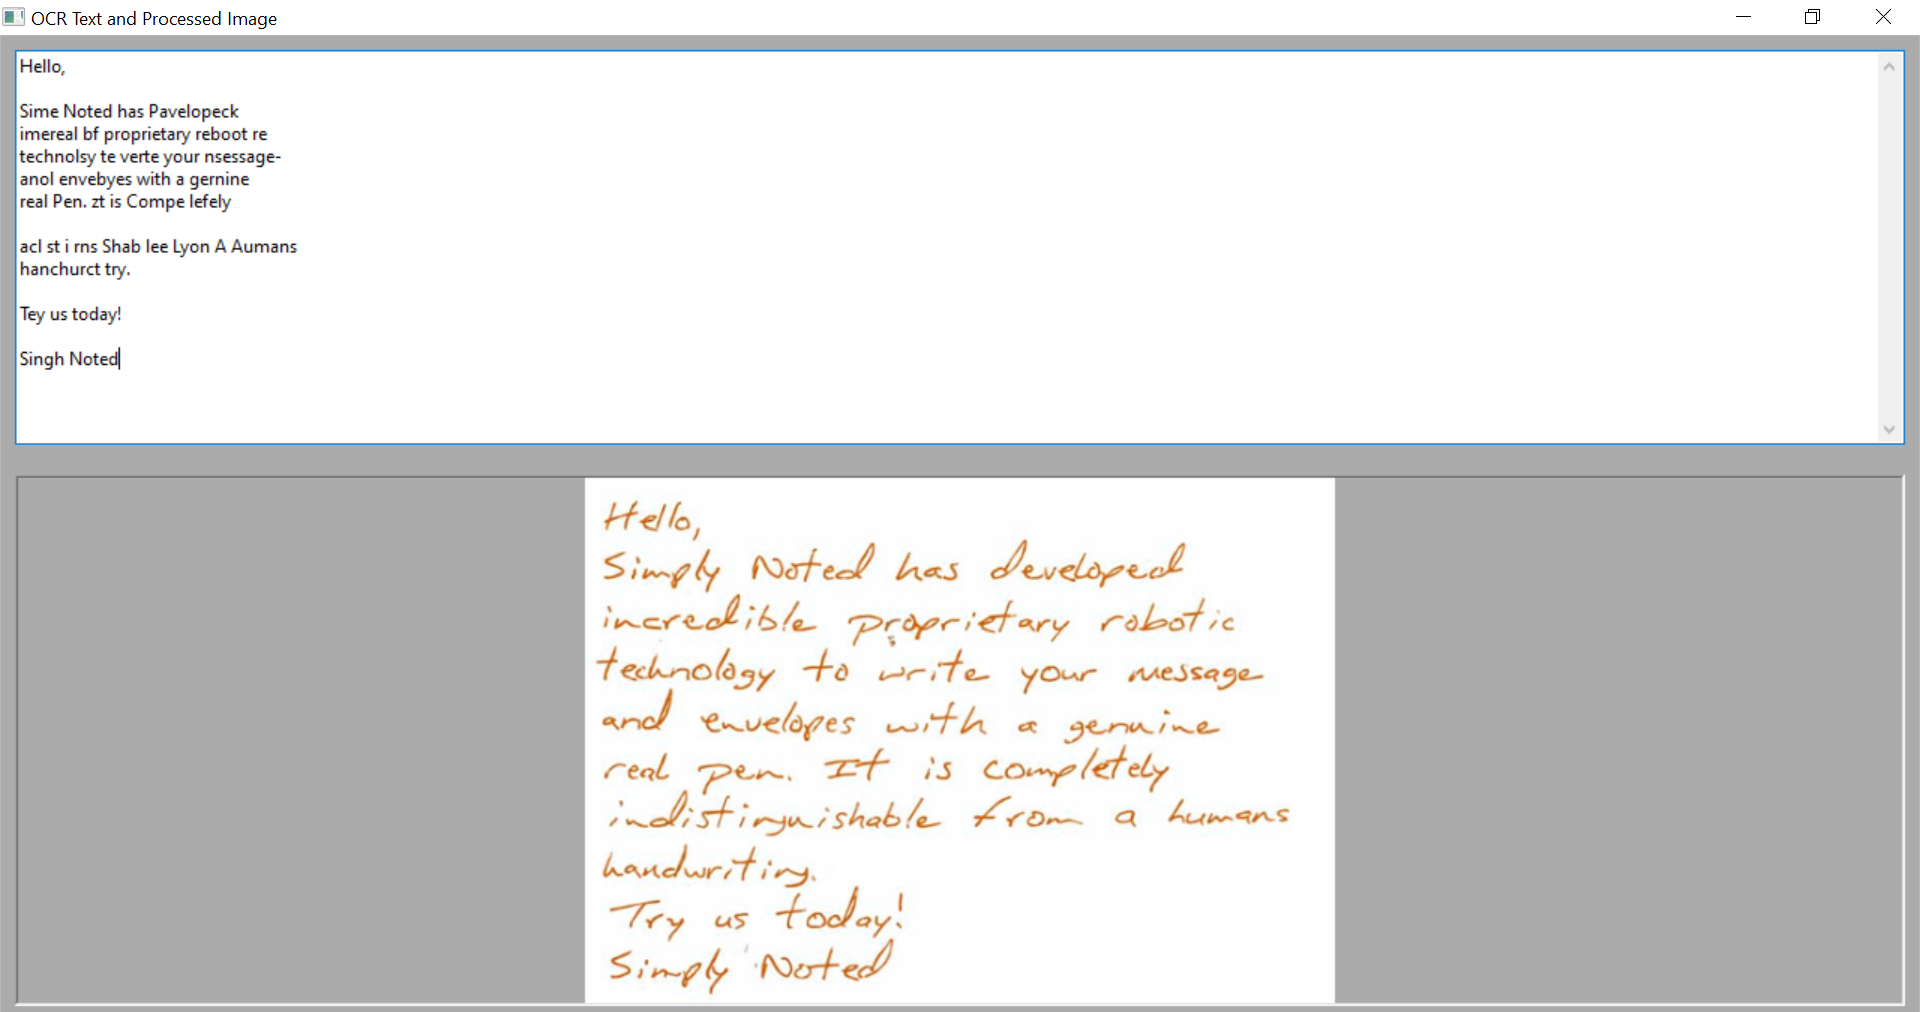 OCR Text and Processed Image
Hello,
Sime Noted has Pavelopeck
imereal bf proprietary reboot re
technolsy te verte your nsessage-
anol envebyes with a gernine
real Pen. zt is Compe lefely
acl st i rns Shab lee Lyon A Aumans
hanchurct try.
Tey us today!
Singh Noted
Hello,
Simply Noted has developed
incredible proprietary robotic
technology to write your message
and envelopes with a genuine
real pen. It is completely
indistinguishable from a humans
handwriting.
Try us today!
Simply Noted